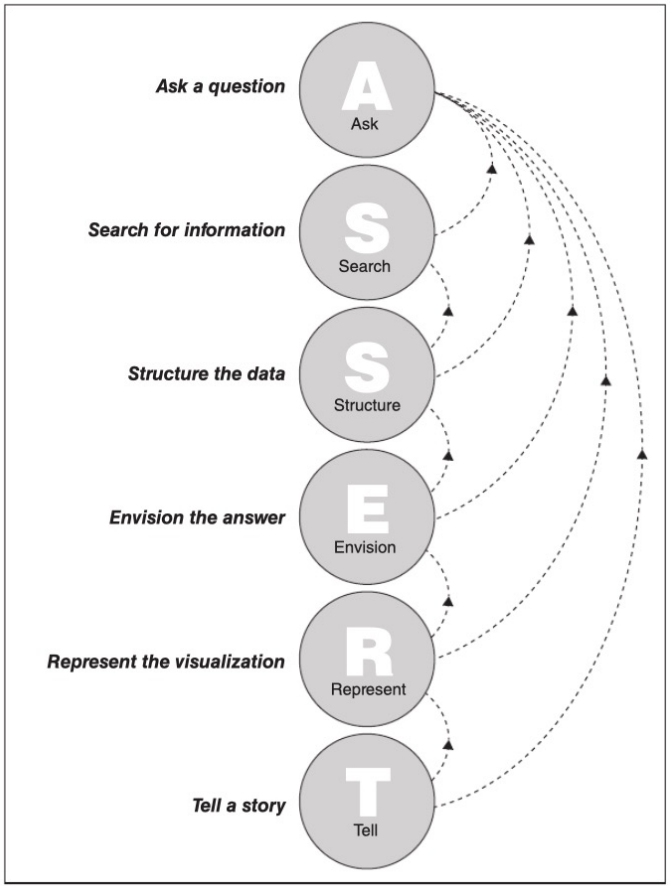 Ask a question
A
Ask
Search for information
S
Search
Structure the data
S
Structure
Envision the answer
E
Envision
Represent the visualization
R
Represent
Tell a story
T
Tell